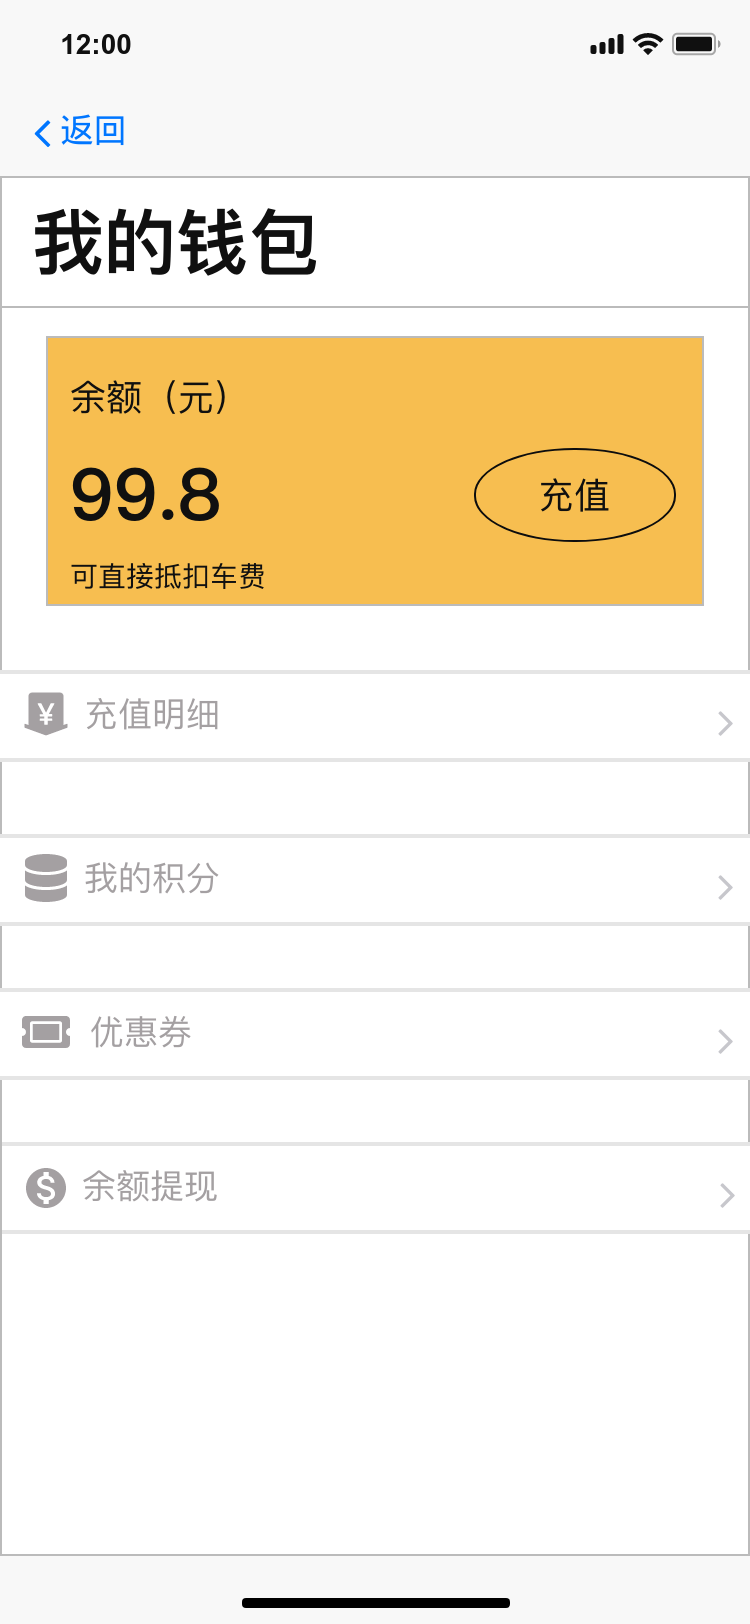 12:00
返回
我的钱包
余额（元）
99.8
充值
可直接抵扣车费
¥ 充值明细
我的积分
优惠券
$ 余额提现